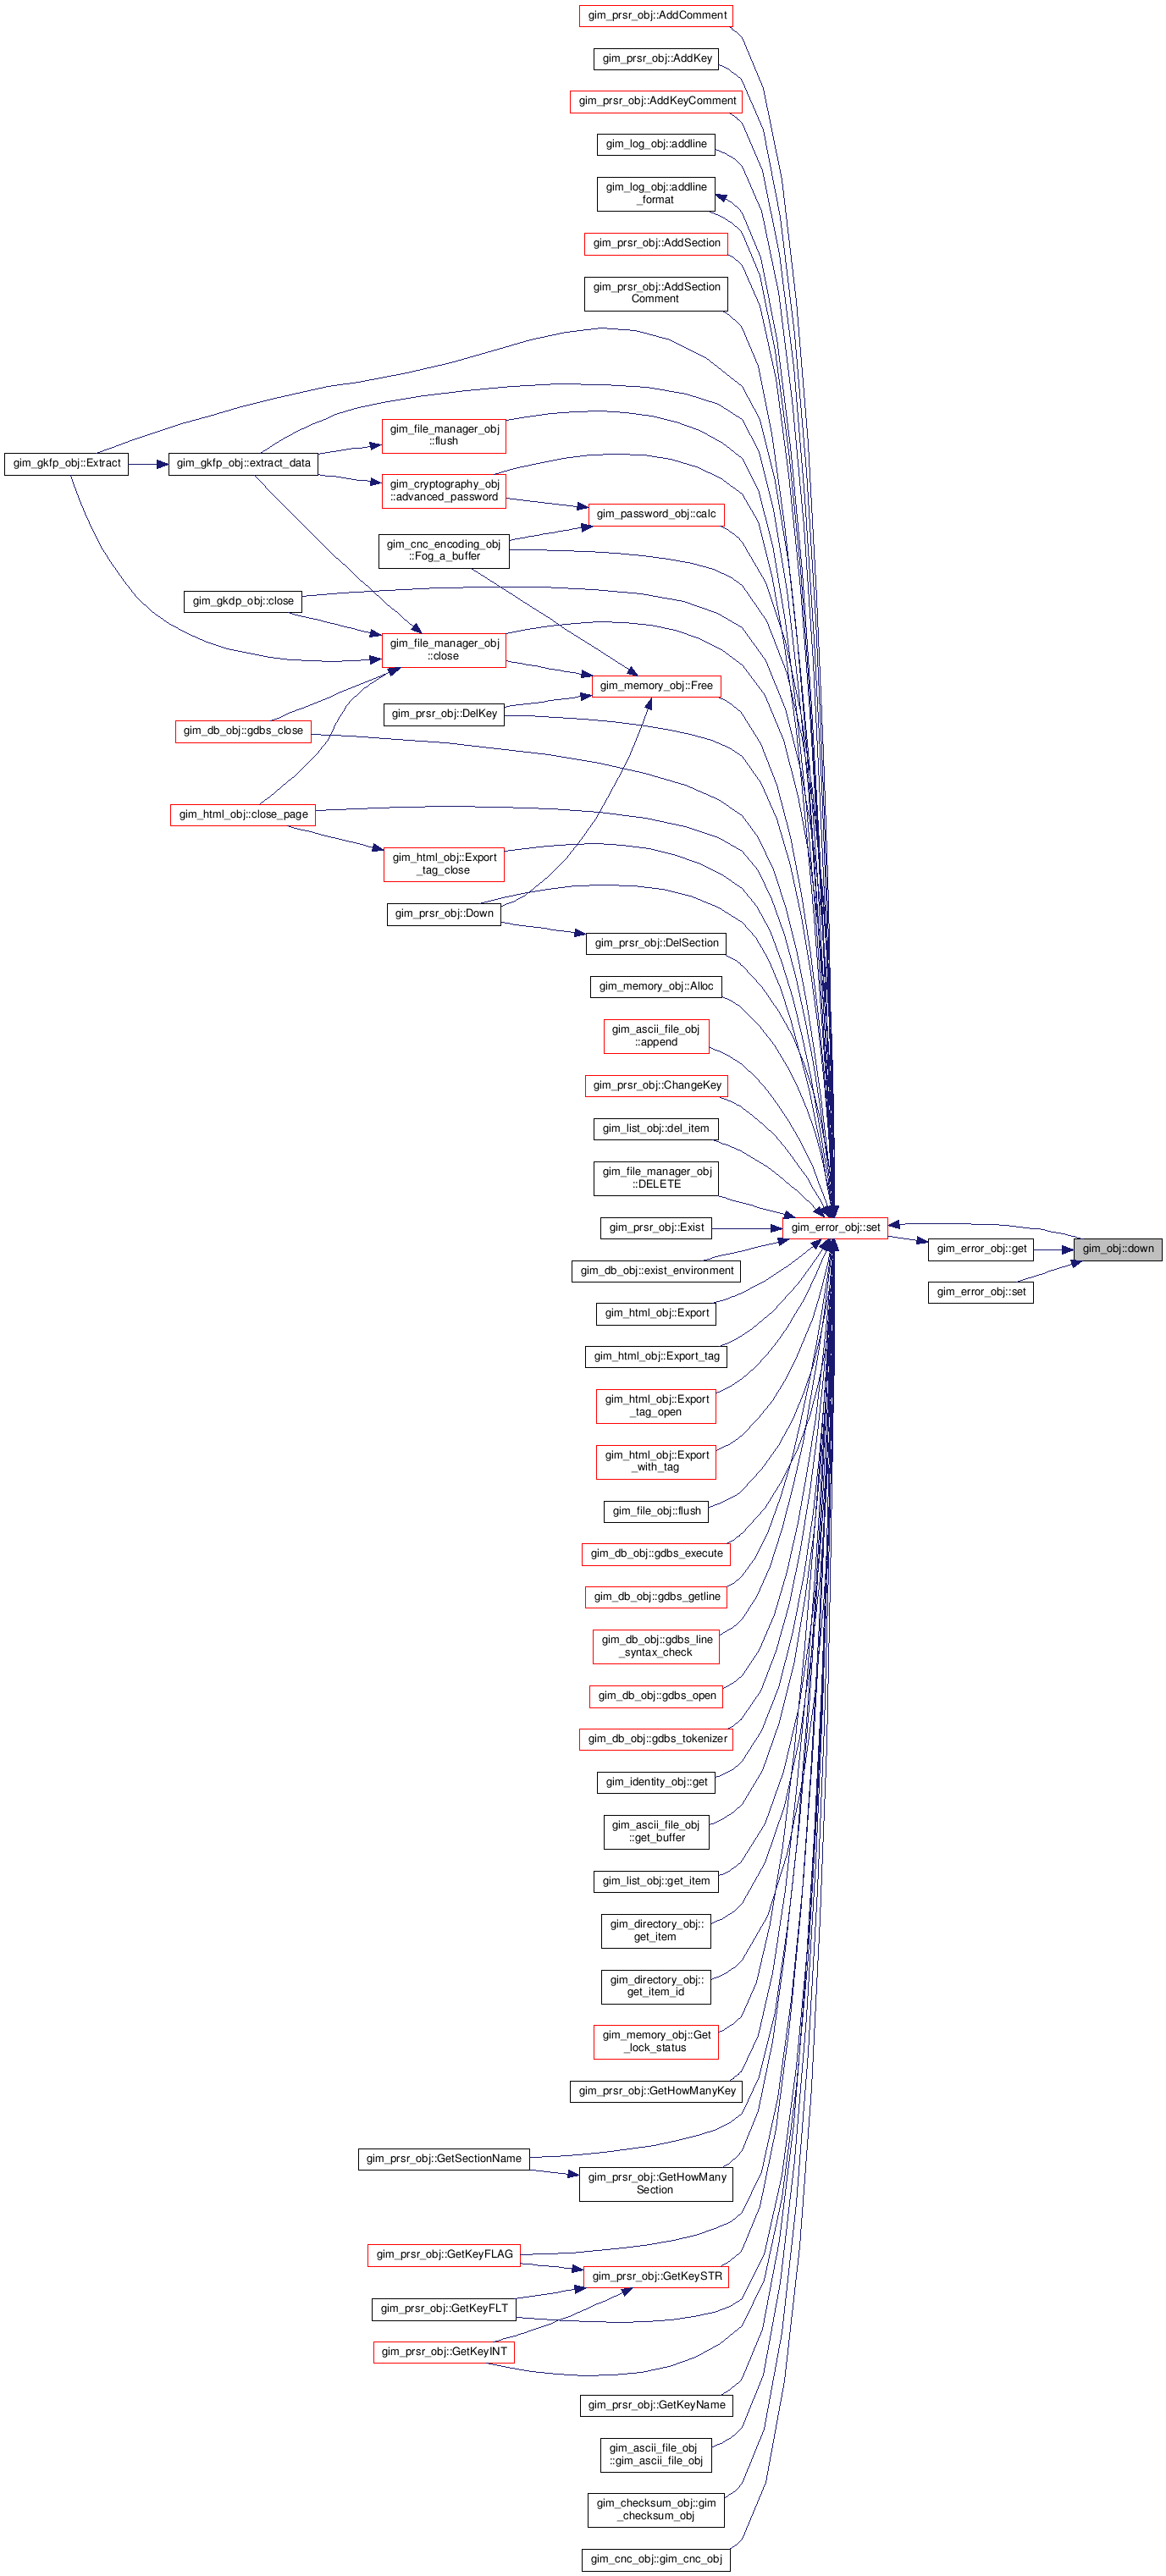 gim_prsr_obj::AddComment
gim_prsr_obj::AddKey
gim_prsr_obj::AddKeyComment
gim_log_obj::addline
gim_log_obj::addline
_format
gim_prsr_obj::AddSection
gim_prsr_obj::AddSection
Comment
gim_file_manager_obj
::flush
gim_gkfp_obj::Extract
gim_gkfp_obj::extract_data
gim_cryptography_obj
::advanced_password
gim_password_obj::calc
gim_cnc_encoding_obj
::Fog_a_buffer
gim_gkdp_obj::close
gim_file_manager_obj
::close
gim_memory_obj::Free
gim_prsr_obj::DelKey
gim_db_obj::gdbs_close
gim_html_obj::close_page
gim_html_obj::Export
_tag_close
gim_prsr_obj::Down
gim_prsr_obj::DelSection
gim_memory_obj::Alloc
gim_ascii_file_obj
::append
gim_prsr_obj::ChangeKey
gim_list_obj::del_item
gim_file_manager_obj
::DELETE
gim_prsr_obj::Exist
gim_error_obj::set
gim_error_obj::get
gim_obj::down
gim_db_obj::exist_environment
gim_error_obj::set
gim_html_obj::Export
gim_html_obj::Export_tag
gim_html_obj::Export
_tag_open
gim_html_obj::Export
_with_tag
gim_file_obj::flush
gim_db_obj::gdbs_execute
gim_db_obj::gdbs_getline
gim_db_obj::gdbs_line
_syntax_check
gim_db_obj::gdbs_open
gim_db_obj::gdbs_tokenizer
gim_identity_obj::get
gim_ascii_file_obj
::get_buffer
gim_list_obj::get_item
gim_directory_obj::
get_item
gim_directory_obj::
get_item_id
gim_memory_obj::Get
_lock_status
gim_prsr_obj::GetHowManyKey
gim_prsr_obj::GetSectionName
gim_prsr_obj::GetHowMany
Section
gim_prsr_obj::GetKeyFLAG
gim_prsr_obj::GetKeySTR
gim_prsr_obj::GetKeyFLT
gim_prsr_obj::GetKeyINT
gim_prsr_obj::GetKeyName
gim_ascii_file_obj
::gim_ascii_file_obj
gim_checksum_obj::gim
_checksum_obj
gim_cnc_obj::gim_cnc_obj